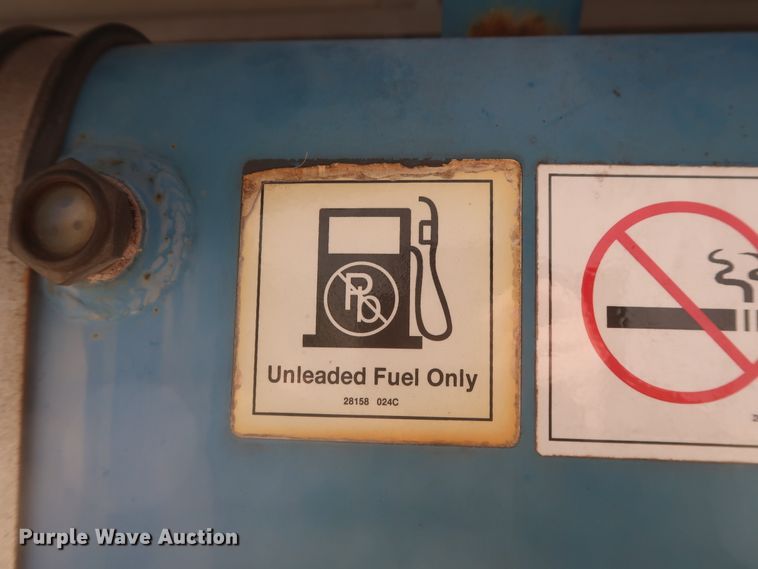 Pb
Unleaded Fuel Only
28158 024C
Purple Wave Auction